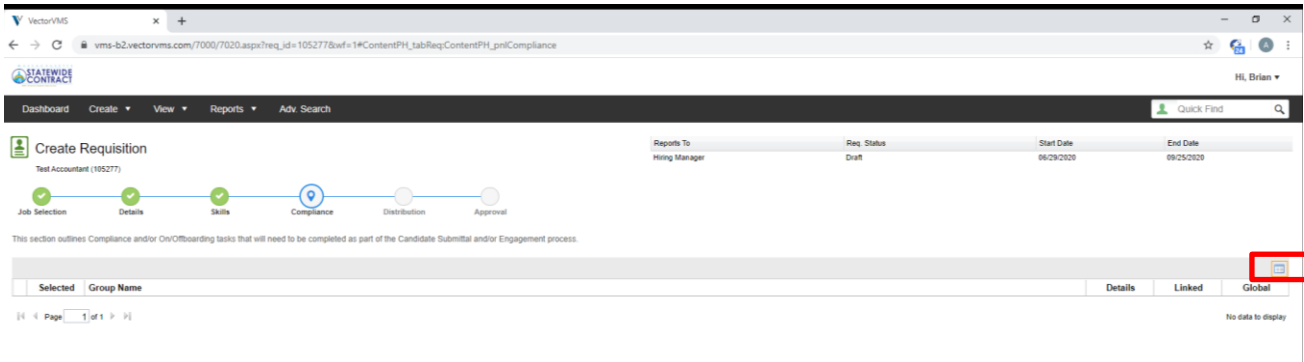 VectorVMS
vms-b2.vectorvms.com/7000/7020.aspx?req_id=105277&wf=1#ContentPH_tabReq:ContentPH_pnlCompliance
24
A
STATEWIDE
CONTRACT
Hi, Brian
Dashboard Create View Reports Adv. Search Quick Find
Create Requisition
Test Accountant (105277)
Reports To Req. Status Start Date End Date
Hiring Manager Draft 06/29/2020 09/25/2020
Job Selection Details Skills Compliance Distribution Approval
This section outlines Compliance and/or On/Offboarding tasks that will need to be completed as part of the Candidate Submittal and/or Engagement process.
Selected Group Name Details Linked Global
Page 1 of 1 No data to display